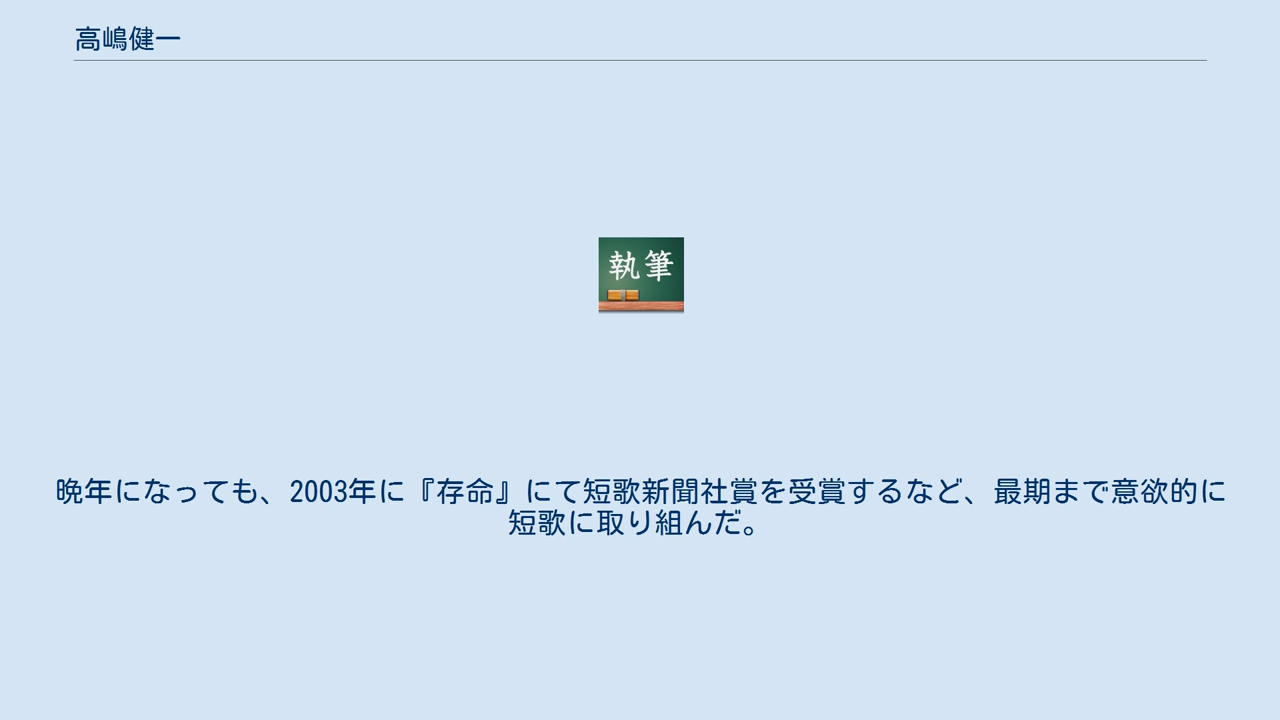 高嶋健一
執筆
晩年になっても、2003年に『存命』にて短歌新聞社賞を受賞するなど、最期まで意欲的に
短歌に取り組んだ。